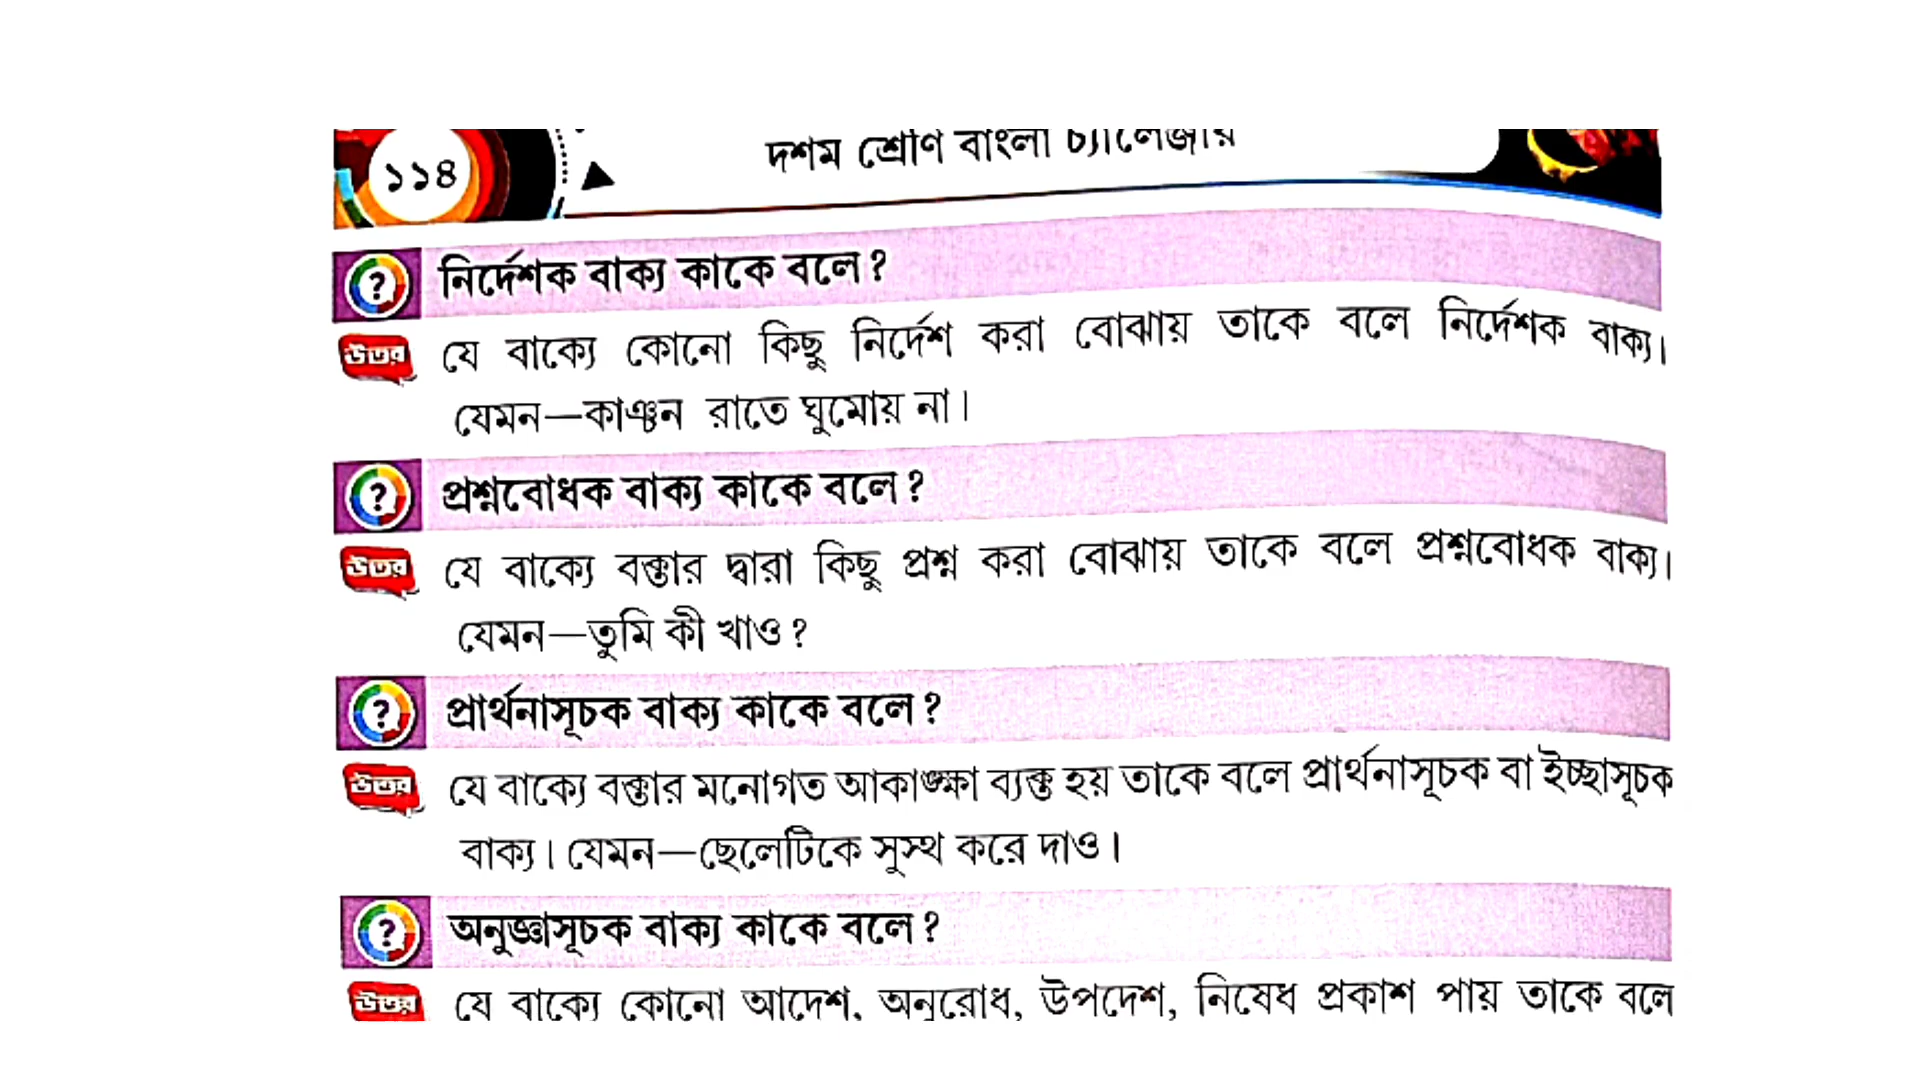 ১১৪
দশম শ্রেণি বাংলা চ্যালেঞ্জার
নির্দেশক বাক্য কাকে বলে?
উত্তর যে বাক্যে কোনো কিছু নির্দেশ করা বোঝায় তাকে বলে নির্দেশক বাক্য।
যেমন—কাঞ্চন রাতে ঘুমোয় না।
প্রশ্নবোধক বাক্য কাকে বলে?
উত্তর যে বাক্যে বক্তার দ্বারা কিছু প্রশ্ন করা বোঝায় তাকে বলে প্রশ্নবোধক বাক্য।
যেমন—তুমি কী খাও?
প্রার্থনাসূচক বাক্য কাকে বলে?
উত্তর যে বাক্যে বক্তার মনোগত আকাঙ্ক্ষা ব্যক্ত হয় তাকে বলে প্রার্থনাসূচক বা ইচ্ছাসূচক
বাক্য। যেমন—ছেলেটিকে সুস্থ করে দাও।
অনুজ্ঞাসূচক বাক্য কাকে বলে?
উত্তর যে বাক্যে কোনো আদেশ, অনুরোধ, উপদেশ, নিষেধ প্রকাশ পায় তাকে বলে